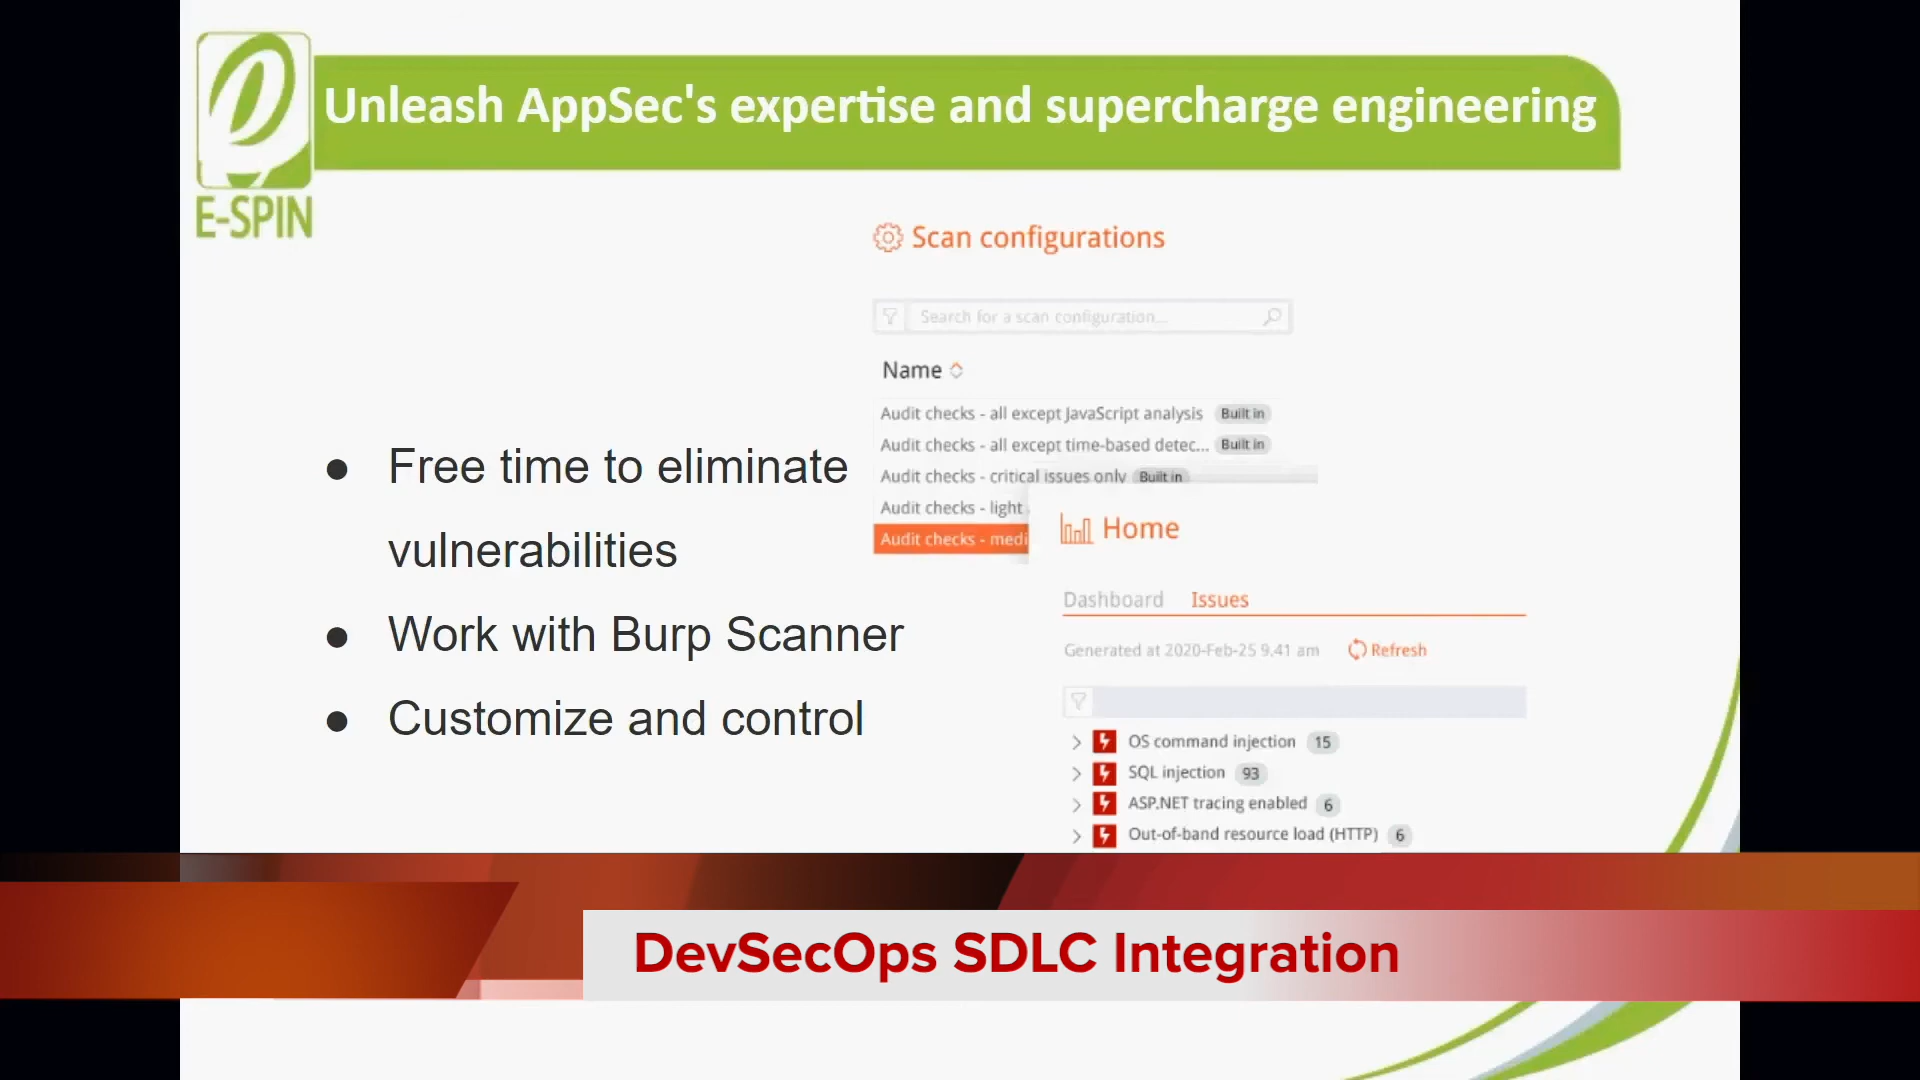 Unleash AppSec's expertise and supercharge engineering
E-SPIN
Scan configurations
Search for a scan configuration...
Name
Audit checks - all except JavaScript analysis Built in
Audit checks - all except time-based detec... Built in
Audit checks - critical issues only Built in
Audit checks - light
Audit checks - medi
● Free time to eliminate
vulnerabilities
● Work with Burp Scanner
● Customize and control
Home
Dashboard Issues
Generated at 2020-Feb-25 9.41 am Refresh
OS command injection 15
SQL injection 93
ASP.NET tracing enabled 6
Out-of-band resource load (HTTP) 6
DevSecOps SDLC Integration